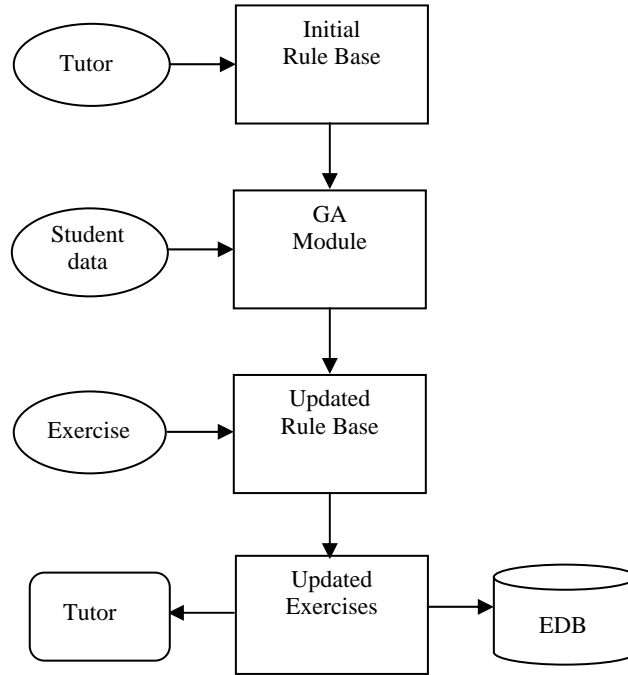 Tutor
Initial
Rule Base
Student
data
GA
Module
Exercise
Updated
Rule Base
Tutor
Updated
Exercises
EDB